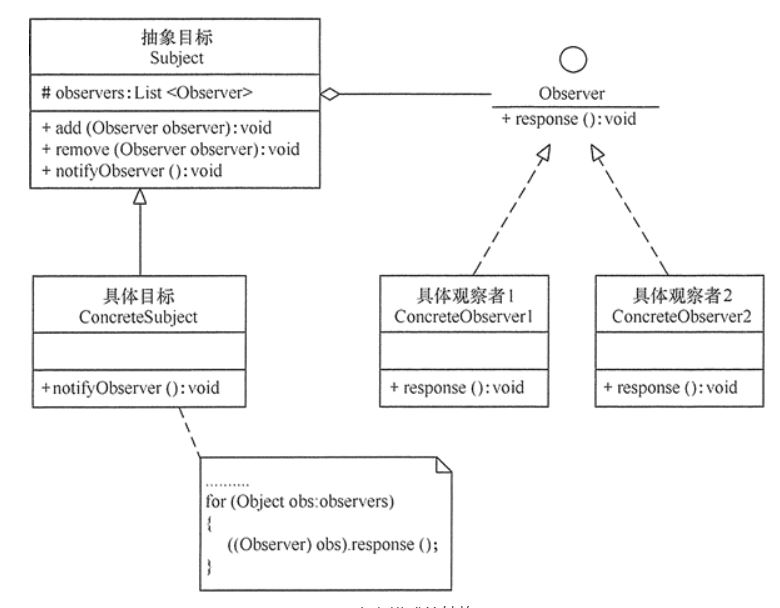 抽象目标
Subject
# observers:List <Observer>
+ add (Observer observer):void
+ remove (Observer observer):void
+ notifyObserver ():void
Observer
+ response ():void
具体目标
ConcreteSubject
+notifyObserver ():void
具体观察者1
ConcreteObserver1
+ response ():void
具体观察者2
ConcreteObserver2
+ response ():void
..........
for (Object obs:observers)
{
((Observer) obs).response ();
}